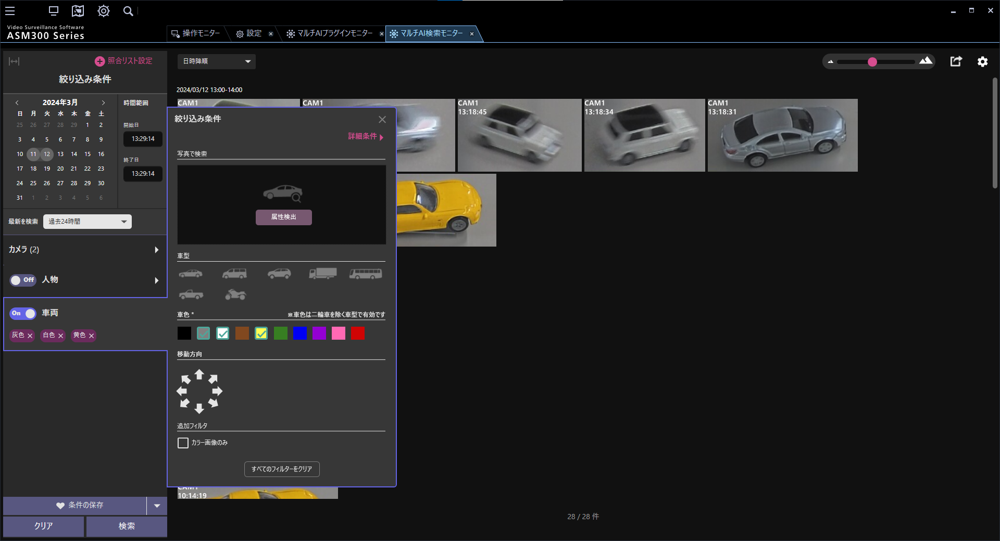 Video Surveillance Software
ASM300 Series
操作モニター
設定
マルチAIプラグインモニター
マルチAI検索モニター
照合リスト設定
絞り込み条件
2024年3月
日 月 火 水 木 金 土
25 26 27 28 29 1 2
3 4 5 6 7 8 9
10 11 12 13 14 15 16
17 18 19 20 21 22 23
24 25 26 27 28 29 30
31 1 2 3 4 5 6
時間範囲
開始日
13:29:14
終了日
13:29:14
最新を検索
過去24時間
カメラ (2)
Off 人物
On 車両
灰色 白色 黄色
条件の保存
クリア
検索
日時降順
2024/03/12 13:00-14:00
CAM1
CAM1
CAM1
13:18:45
CAM1
13:18:34
CAM1
13:18:31
絞り込み条件
詳細条件
写真で検索
属性検出
車型
車色 *
※車色は二輪車を除く車型で有効です
移動方向
追加フィルタ
カラー画像のみ
すべてのフィルターをクリア
CAM1
10:14:19
28 / 28 件